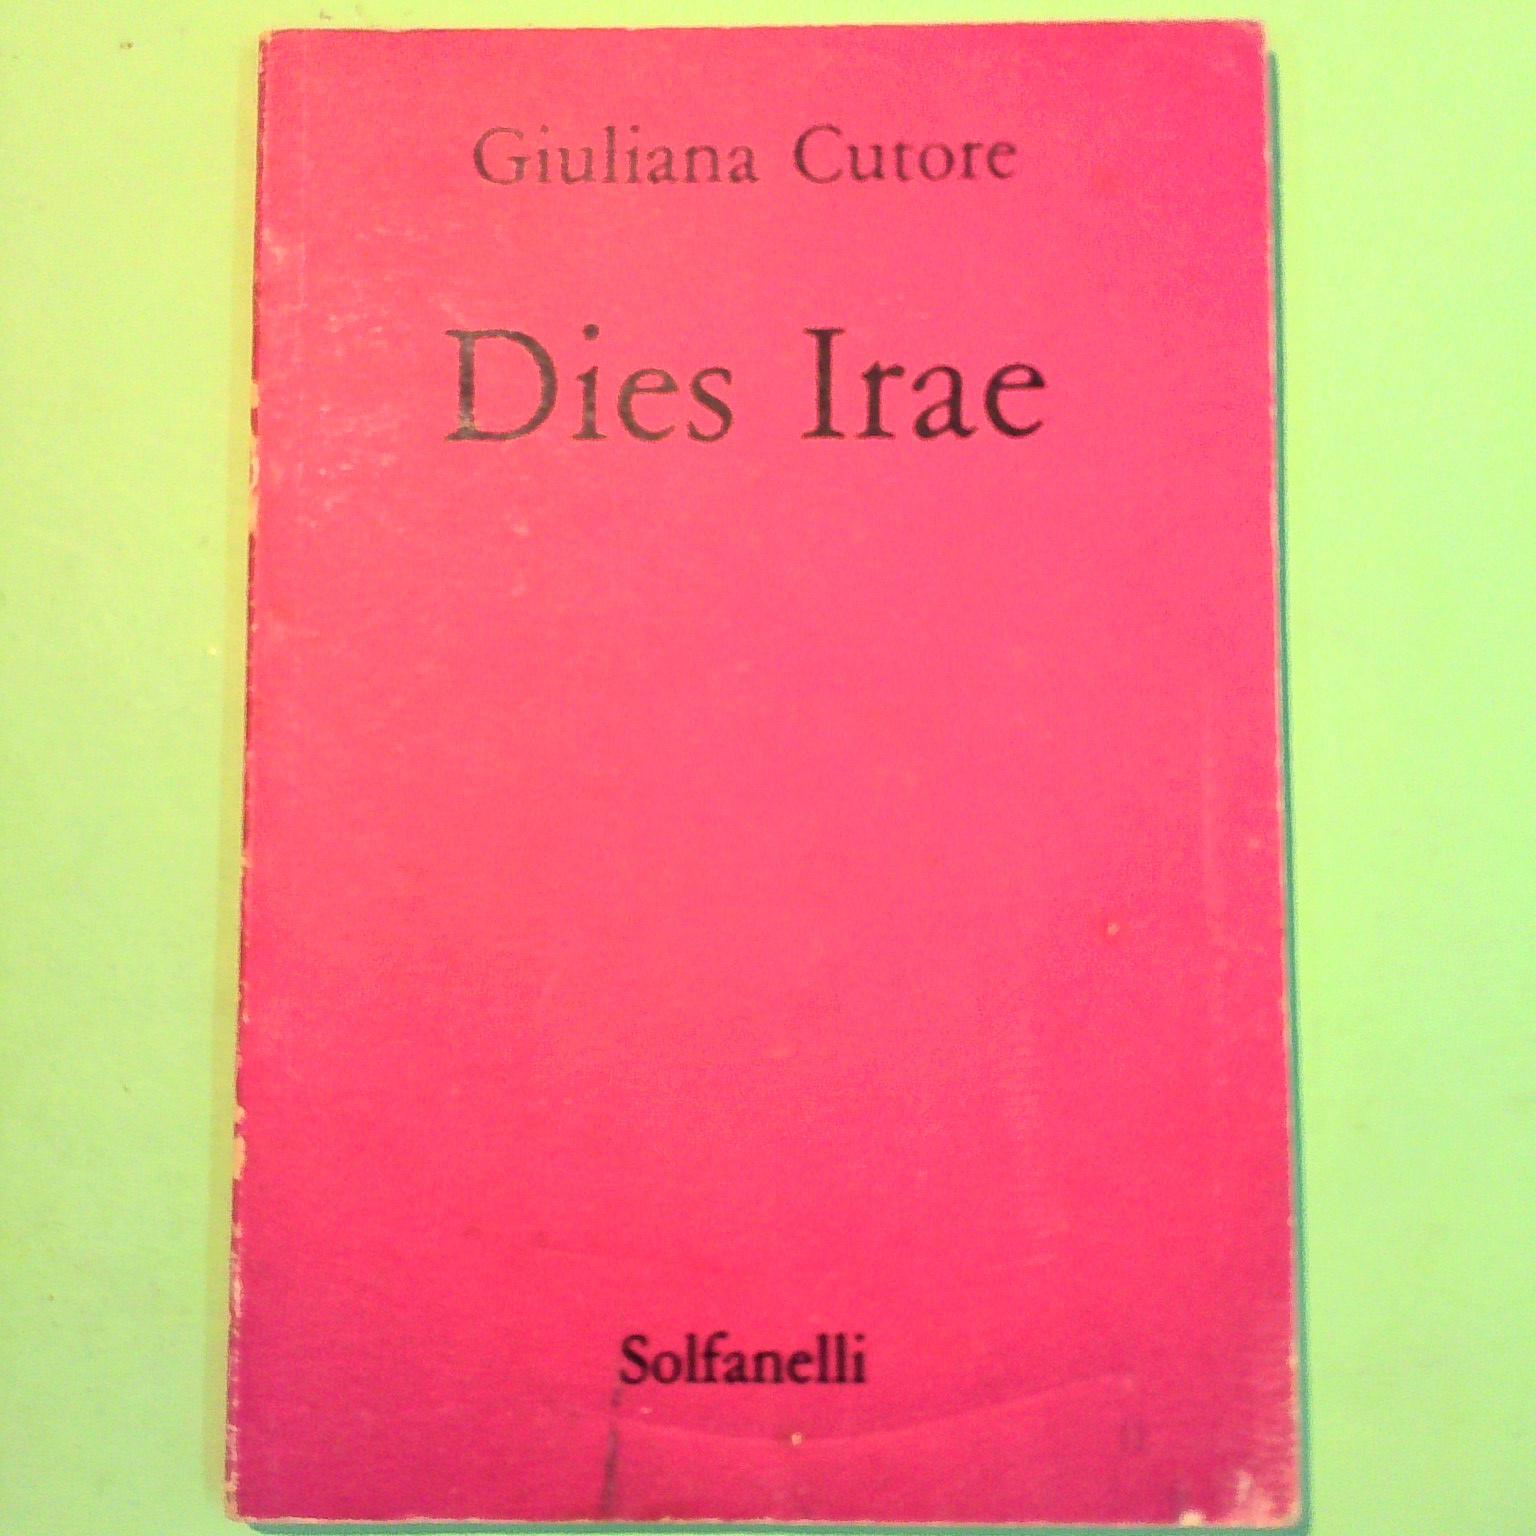 Giuliana Cutore
Dies Irae
Solfanelli